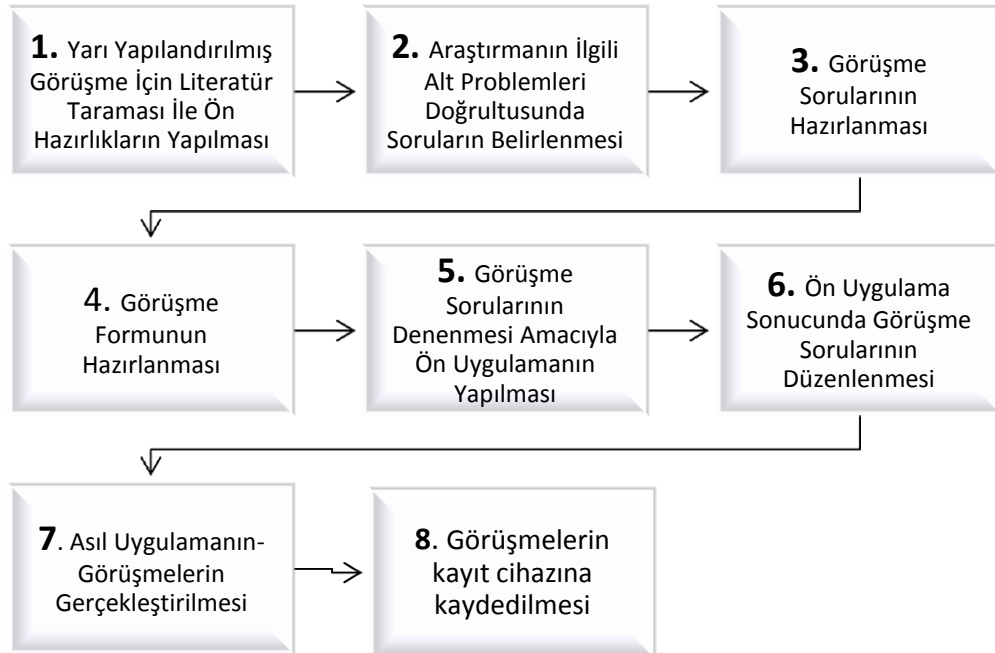 1. Yarı Yapılandırılmış
Görüşme İçin Literatür
Taraması İle Ön
Hazırlıkların Yapılması
2. Araştırmanın İlgili
Alt Problemleri
Doğrultusunda
Soruların Belirlenmesi
3. Görüşme
Sorularının
Hazırlanması
4. Görüşme
Formunun
Hazırlanması
5. Görüşme
Sorularının
Denenmesi Amacıyla
Ön Uygulamanın
Yapılması
6. Ön Uygulama
Sonucunda Görüşme
Sorularının
Düzenlenmesi
7. Asıl Uygulamanın-
Görüşmelerin
Gerçekleştirilmesi
8. Görüşmelerin
kayıt cihazına
kaydedilmesi